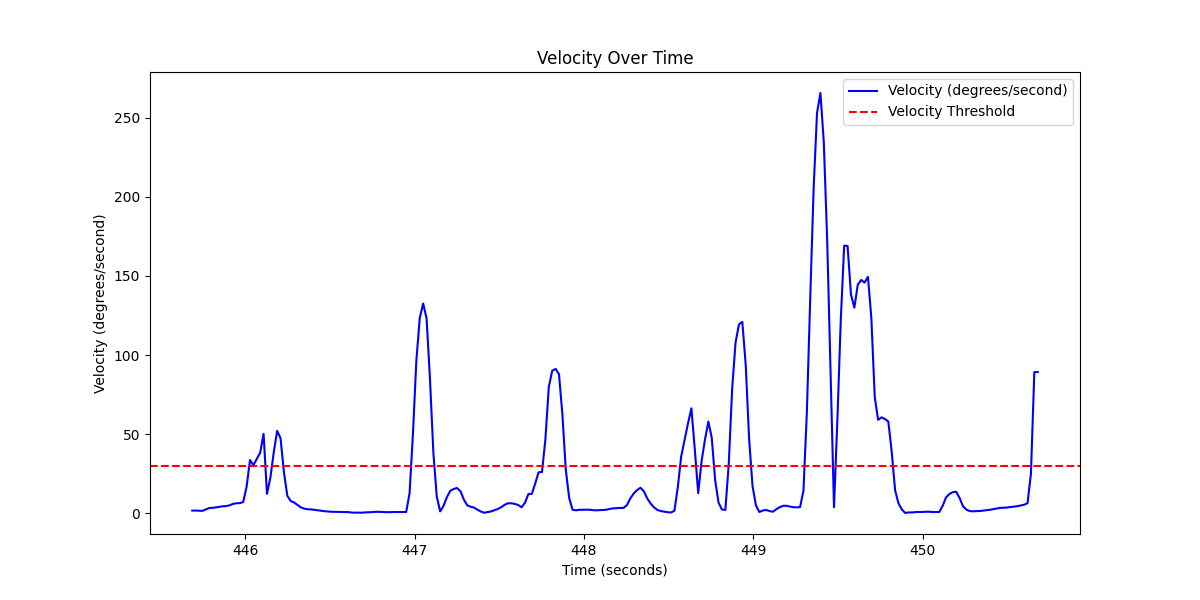 Velocity Over Time
Velocity (degrees/second)
Velocity Threshold
250
200
150
100
50
0
Velocity (degrees/second)
446
447
448
449
450
Time (seconds)